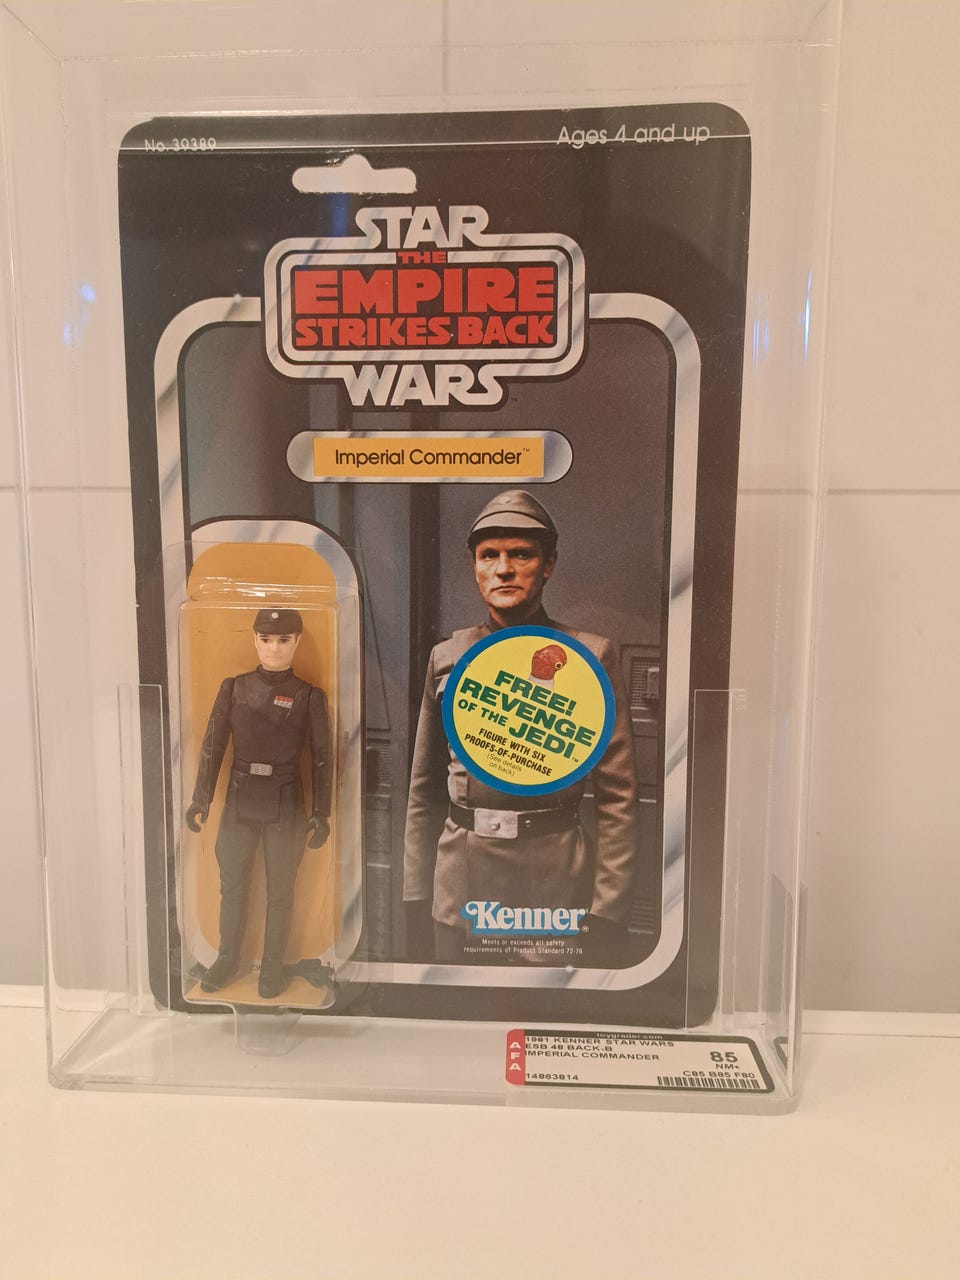 No. 39389
Ages 4 and up
STAR
THE
EMPIRE
STRIKES BACK
WARS™
Imperial Commander™
FREE!
REVENGE
OF THE JEDI™
FIGURE WITH SIX
PROOFS-OF-PURCHASE
(See details
on back)
Kenner®
Meets or exceeds all safety
requirements of Product Standard 72-76
toygrader.com
AFA
1981 KENNER STAR WARS
ESB 48 BACK-B
IMPERIAL COMMANDER
85
NM+
C85 B85 F80
14863814